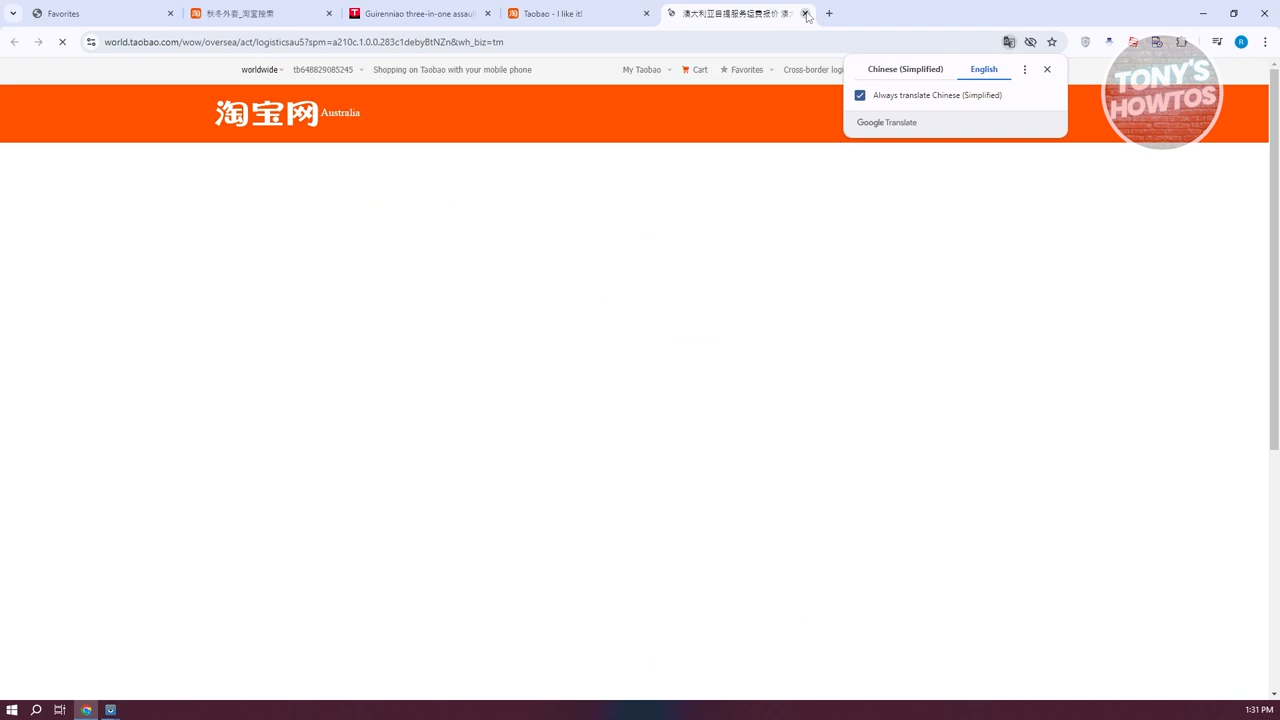 Favorites
秋冬外套_淘宝搜索
Guirenniao three-in-one assaul
Taobao - I like it!
澳大利亚自提服务运费报价 澳大
world.taobao.com/wow/oversea/act/logisticsau5?spm=a210c.1.0.0.283c1debyBtNZn&wh_biz=tm
worldwide
tb648829085245
Shopping on Taobao with your mobile phone
My Taobao
Cart
Favorites
Cross-border logi
Chinese (Simplified)
English
Always translate Chinese (Simplified)
Google Translate
淘宝网 Australia
TONY'S
HOWTOS
1:31 PM